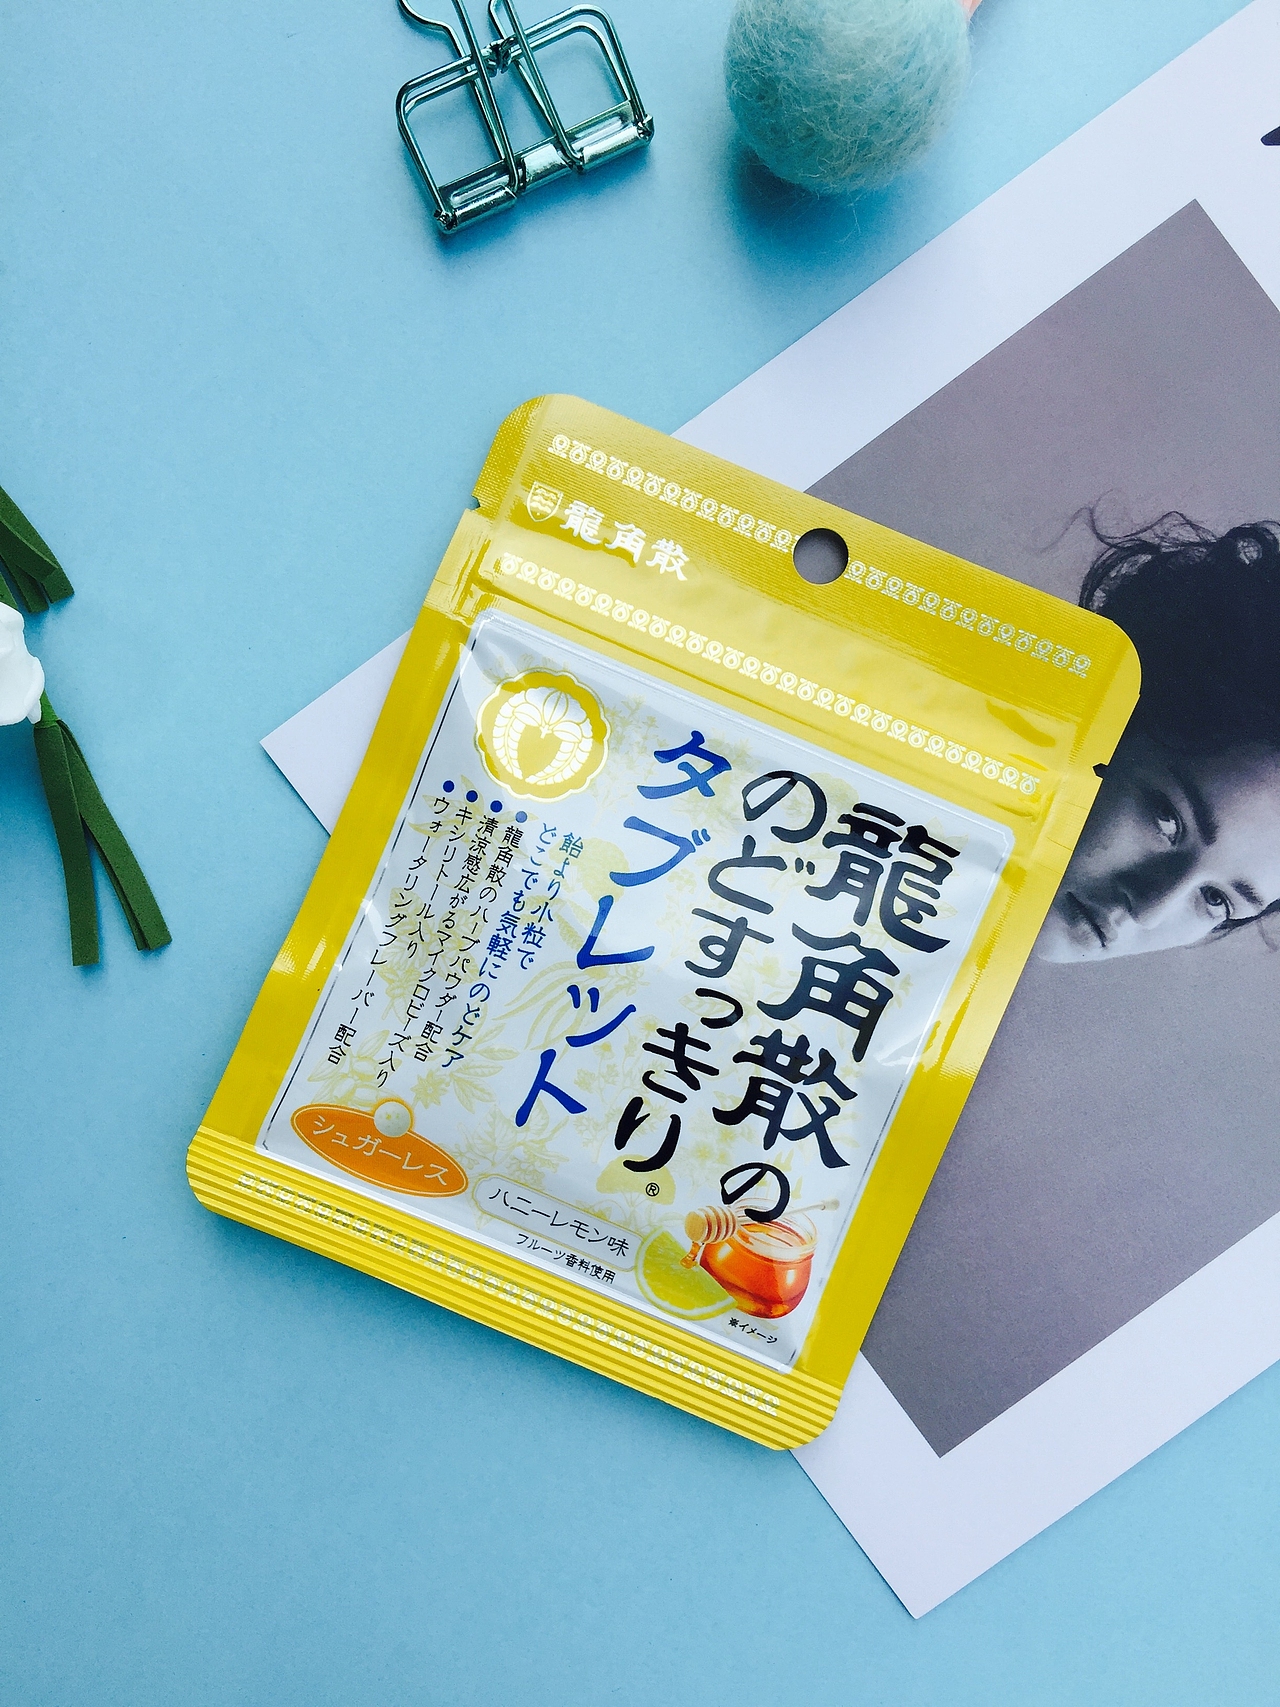 龍角散
龍角散の
のどすっきり®
タブレット
飴より小粒で
どこでも気軽にのどケア
龍角散のハーブパウダー配合
清涼感広がるマイクロビーズ入り
キシリトール入り
ウォータリングフレーバー配合
シュガーレス
ハニーレモン味
フルーツ香料使用
※イメージ